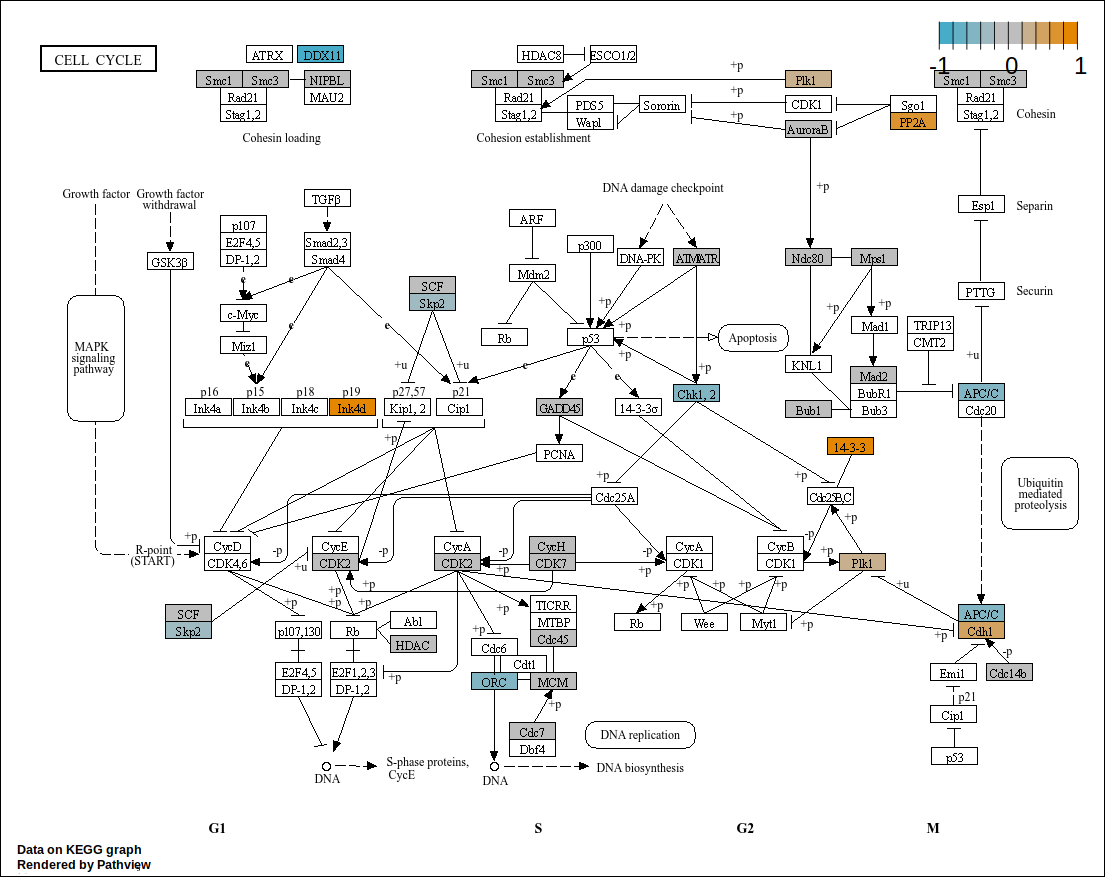 CELL CYCLE
ATRX
DDX11
Smc1
Smc3
NIPBL
Rad21
MAU2
Stag1,2
Cohesin loading
HDAC8
ESCO1/2
Smc1
Smc3
Rad21
Stag1,2
PDS5
Wapl
Sororin
Cohesion establishment
+p
Plk1
+p
CDK1
+p
AuroraB
Sgo1
PP2A
-1
0
1
Smc1
Smc3
Rad21
Stag1,2
Cohesin
Growth factor
Growth factor
withdrawal
GSK3β
p107
E2F4,5
DP-1,2
TGFβ
Smad2,3
Smad4
e
c-Myc
Miz1
e
e
e
SCF
Skp2
+u
+u
ARF
Mdm2
Rb
p300
DNA damage checkpoint
DNA-PK
ATM/ATR
+p
+p
p53
+p
+p
e
e
e
Apoptosis
+p
Ndc80
Mps1
+p
+p
Mad1
KNL1
Mad2
BubR1
Bub3
Bub1
TRIP13
CMT2
Esp1
Separin
PTTG
Securin
+u
APC/C
Cdc20
MAPK
signaling
pathway
p16
p15
p18
p19
Ink4a
Ink4b
Ink4c
Ink4d
p27,57
p21
Kip1, 2
Cip1
+p
GADD45
14-3-3σ
Chk1, 2
PCNA
14-3-3
+p
+p
Cdc25A
Cdc25B,C
+p
Ubiquitin
mediated
proteolysis
R-point
(START)
+p
CycD
CDK4,6
-p
CycE
CDK2
-p
CycA
CDK2
-p
+p
CycH
CDK7
-p
+p
CycA
CDK1
CycB
CDK1
-p
+p
Plk1
+u
+p
+p
+p
+p
+p
+p
+p
+p
+p
+p
+p
+u
SCF
Skp2
p107,130
Rb
Abl
HDAC
E2F4,5
DP-1,2
E2F1,2,3
DP-1,2
+p
+p
Cdc6
Cdt1
ORC
TICRR
MTBP
Cdc45
MCM
+p
Cdc7
Dbf4
Rb
Wee
Myt1
+p
APC/C
Cdh1
-p
Emi1
Cdc14b
p21
Cip1
p53
DNA replication
DNA
S-phase proteins,
CycE
DNA
DNA biosynthesis
G1
S
G2
M
Data on KEGG graph
Rendered by Pathview